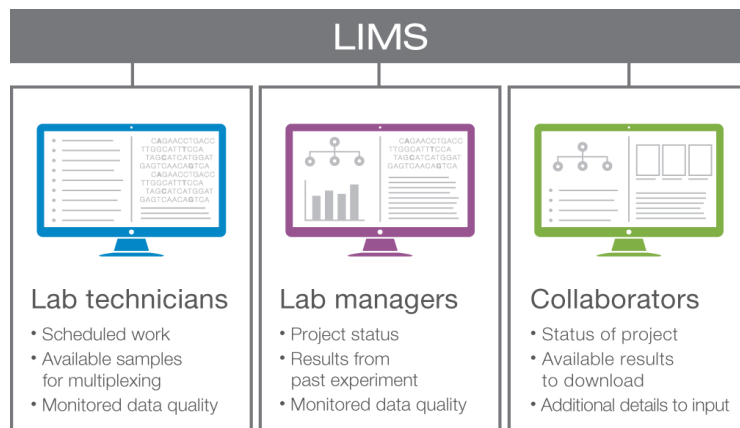 LIMS
CAGAACCTGACC
TTGGCATTTCCA
TAGCATCATGGAT
GAGTCAACAGTCA
CAGAACCTGACC
TTGGCATTTCCA
TAGCATCATGGAT
GAGTCAACAGTCA
Lab technicians
• Scheduled work
• Available samples
for multiplexing
• Monitored data quality
CAGAACCTGACC
TTGGCATTTCCA
TAGCATCATGGAT
GAGTCAACAGTCA
Lab managers
• Project status
• Results from
past experiment
• Monitored data quality
Collaborators
• Status of project
• Available results
to download
• Additional details to input